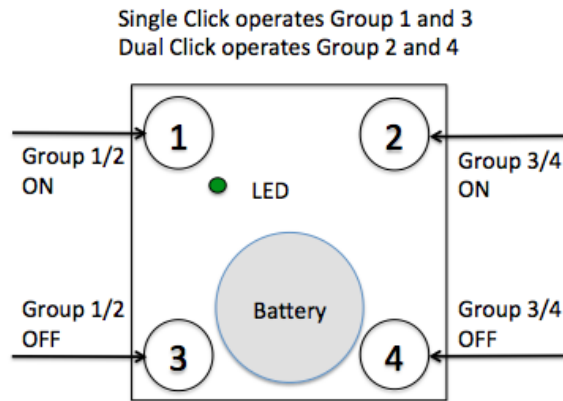 Single Click operates Group 1 and 3
Dual Click operates Group 2 and 4
1
2
Group 1/2
ON
Group 3/4
ON
LED
Battery
Group 1/2
OFF
Group 3/4
OFF
3
4